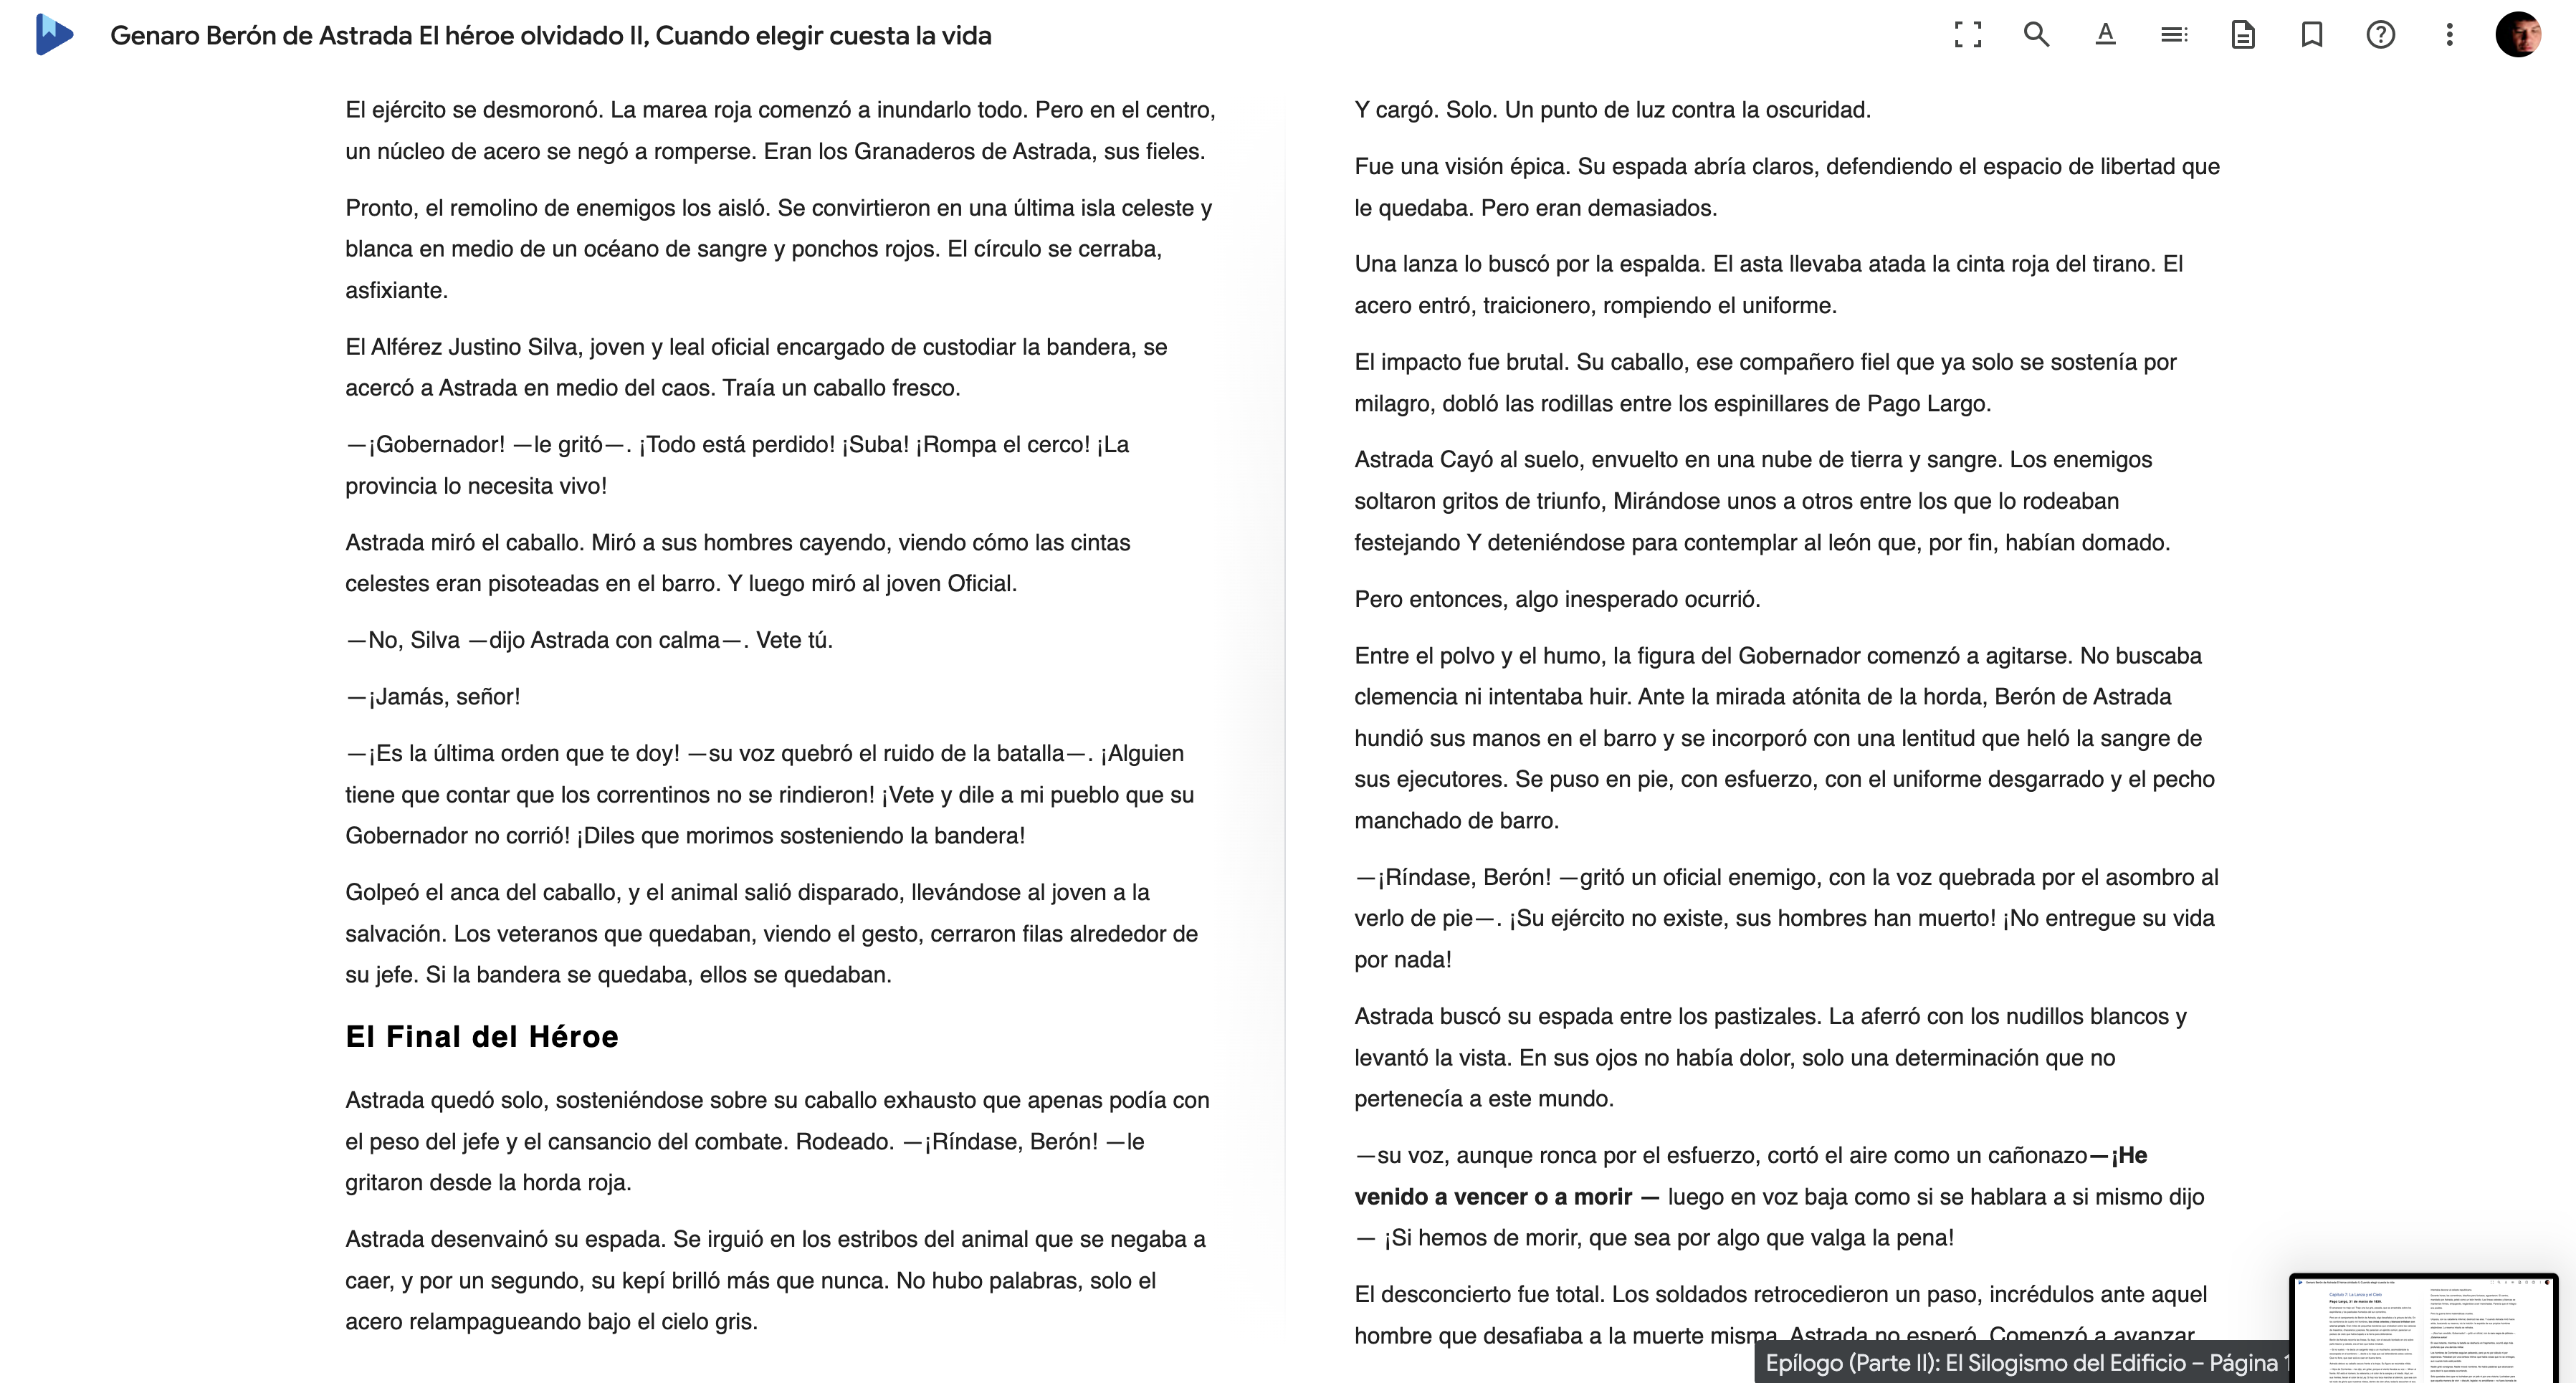 Genaro Berón de Astrada El héroe olvidado II, Cuando elegir cuesta la vida
El ejército se desmoronó. La marea roja comenzó a inundarlo todo. Pero en el centro,
un núcleo de acero se negó a romperse. Eran los Granaderos de Astrada, sus fieles.
Pronto, el remolino de enemigos los aisló. Se convirtieron en una última isla celeste y
blanca en medio de un océano de sangre y ponchos rojos. El círculo se cerraba,
asfixiante.
El Alférez Justino Silva, joven y leal oficial encargado de custodiar la bandera, se
acercó a Astrada en medio del caos. Traía un caballo fresco.
—¡Gobernador! —le gritó—. ¡Todo está perdido! ¡Suba! ¡Rompa el cerco! ¡La
provincia lo necesita vivo!
Astrada miró el caballo. Miró a sus hombres cayendo, viendo cómo las cintas
celestes eran pisoteadas en el barro. Y luego miró al joven Oficial.
—No, Silva —dijo Astrada con calma—. Vete tú.
—¡Jamás, señor!
—¡Es la última orden que te doy! —su voz quebró el ruido de la batalla—. ¡Alguien
tiene que contar que los correntinos no se rindieron! ¡Vete y dile a mi pueblo que su
Gobernador no corrió! ¡Diles que morimos sosteniendo la bandera!
Golpeó el anca del caballo, y el animal salió disparado, llevándose al joven a la
salvación. Los veteranos que quedaban, viendo el gesto, cerraron filas alrededor de
su jefe. Si la bandera se quedaba, ellos se quedaban.
El Final del Héroe
Astrada quedó solo, sosteniéndose sobre su caballo exhausto que apenas podía con
el peso del jefe y el cansancio del combate. Rodeado. —¡Ríndase, Berón! —le
gritaron desde la horda roja.
Astrada desenvainó su espada. Se irguió en los estribos del animal que se negaba a
caer, y por un segundo, su kepí brilló más que nunca. No hubo palabras, solo el
acero relampagueando bajo el cielo gris.
Y cargó. Solo. Un punto de luz contra la oscuridad.
Fue una visión épica. Su espada abría claros, defendiendo el espacio de libertad que
le quedaba. Pero eran demasiados.
Una lanza lo buscó por la espalda. El asta llevaba atada la cinta roja del tirano. El
acero entró, traicionero, rompiendo el uniforme.
El impacto fue brutal. Su caballo, ese compañero fiel que ya solo se sostenía por
milagro, dobló las rodillas entre los espinillares de Pago Largo.
Astrada Cayó al suelo, envuelto en una nube de tierra y sangre. Los enemigos
soltaron gritos de triunfo, Mirándose unos a otros entre los que lo rodeaban
festejando Y deteniéndose para contemplar al león que, por fin, habían domado.
Pero entonces, algo inesperado ocurrió.
Entre el polvo y el humo, la figura del Gobernador comenzó a agitarse. No buscaba
clemencia ni intentaba huir. Ante la mirada atónita de la horda, Berón de Astrada
hundió sus manos en el barro y se incorporó con una lentitud que heló la sangre de
sus ejecutores. Se puso en pie, con esfuerzo, con el uniforme desgarrado y el pecho
manchado de barro.
—¡Ríndase, Berón! —gritó un oficial enemigo, con la voz quebrada por el asombro al
verlo de pie—. ¡Su ejército no existe, sus hombres han muerto! ¡No entregue su vida
por nada!
Astrada buscó su espada entre los pastizales. La aferró con los nudillos blancos y
levantó la vista. En sus ojos no había dolor, solo una determinación que no
pertenecía a este mundo.
—su voz, aunque ronca por el esfuerzo, cortó el aire como un cañonazo—¡He
venido a vencer o a morir — luego en voz baja como si se hablara a si mismo dijo
— ¡Si hemos de morir, que sea por algo que valga la pena!
El desconcierto fue total. Los soldados retrocedieron un paso, incrédulos ante aquel
hombre que desafiaba a la muerte misma. Astrada no esperó. Comenzó a avanzar
Epílogo (Parte II): El Silogismo del Edificio – Página 1